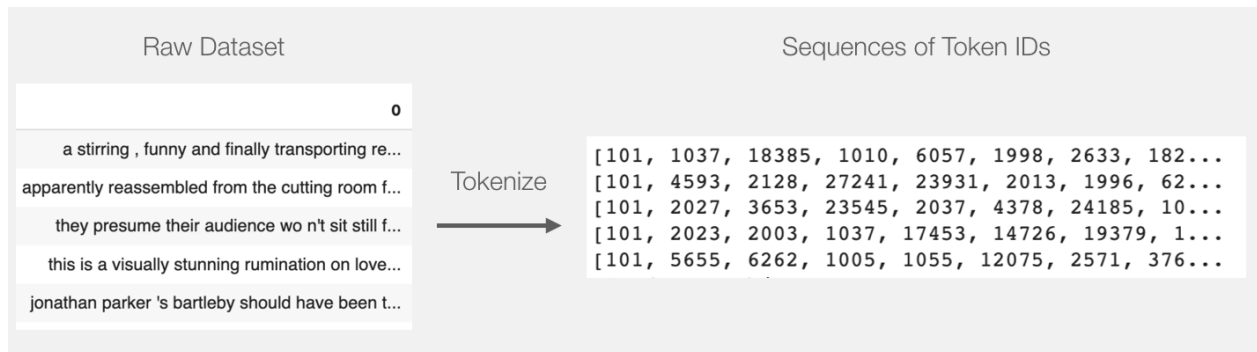 Raw Dataset
Sequences of Token IDs
0
a stirring , funny and finally transporting re...
apparently reassembled from the cutting room f...
they presume their audience wo n't sit still f...
this is a visually stunning rumination on love...
jonathan parker 's bartleby should have been t...
Tokenize
[101, 1037, 18385, 1010, 6057, 1998, 2633, 182...
[101, 4593, 2128, 27241, 23931, 2013, 1996, 62...
[101, 2027, 3653, 23545, 2037, 4378, 24185, 10...
[101, 2023, 2003, 1037, 17453, 14726, 19379, 1...
[101, 5655, 6262, 1005, 1055, 12075, 2571, 376...